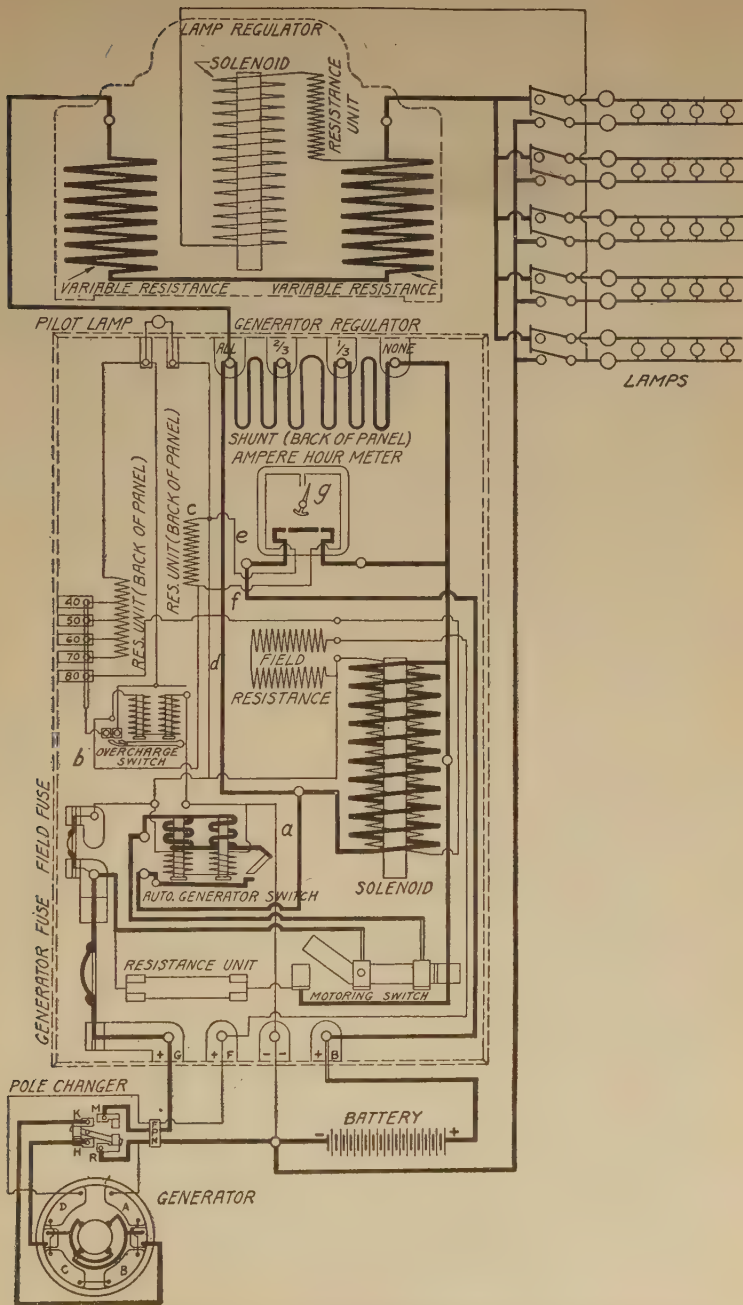 LAMP REGULATOR
SOLENOID
RESISTANCE
UNIT
VARIABLE RESISTANCE
VARIABLE RESISTANCE
PILOT LAMP
GENERATOR REGULATOR
ALL
2/3
1/3
NONE
LAMPS
SHUNT (BACK OF PANEL)
AMPERE HOUR METER
RES. UNIT (BACK OF PANEL)
RES. UNIT (BACK OF PANEL)
c
e
g
f
40
50
60
70
80
d
FIELD
RESISTANCE
b
OVERCHARGE
SWITCH
a
GENERATOR FUSE FIELD FUSE
AUTO. GENERATOR SWITCH
SOLENOID
RESISTANCE UNIT
MOTORING SWITCH
+ G
+ F
- -
+ B
POLE CHANGER
K
M
H
R
F
P
N
BATTERY
- +
GENERATOR
D
A
C
B